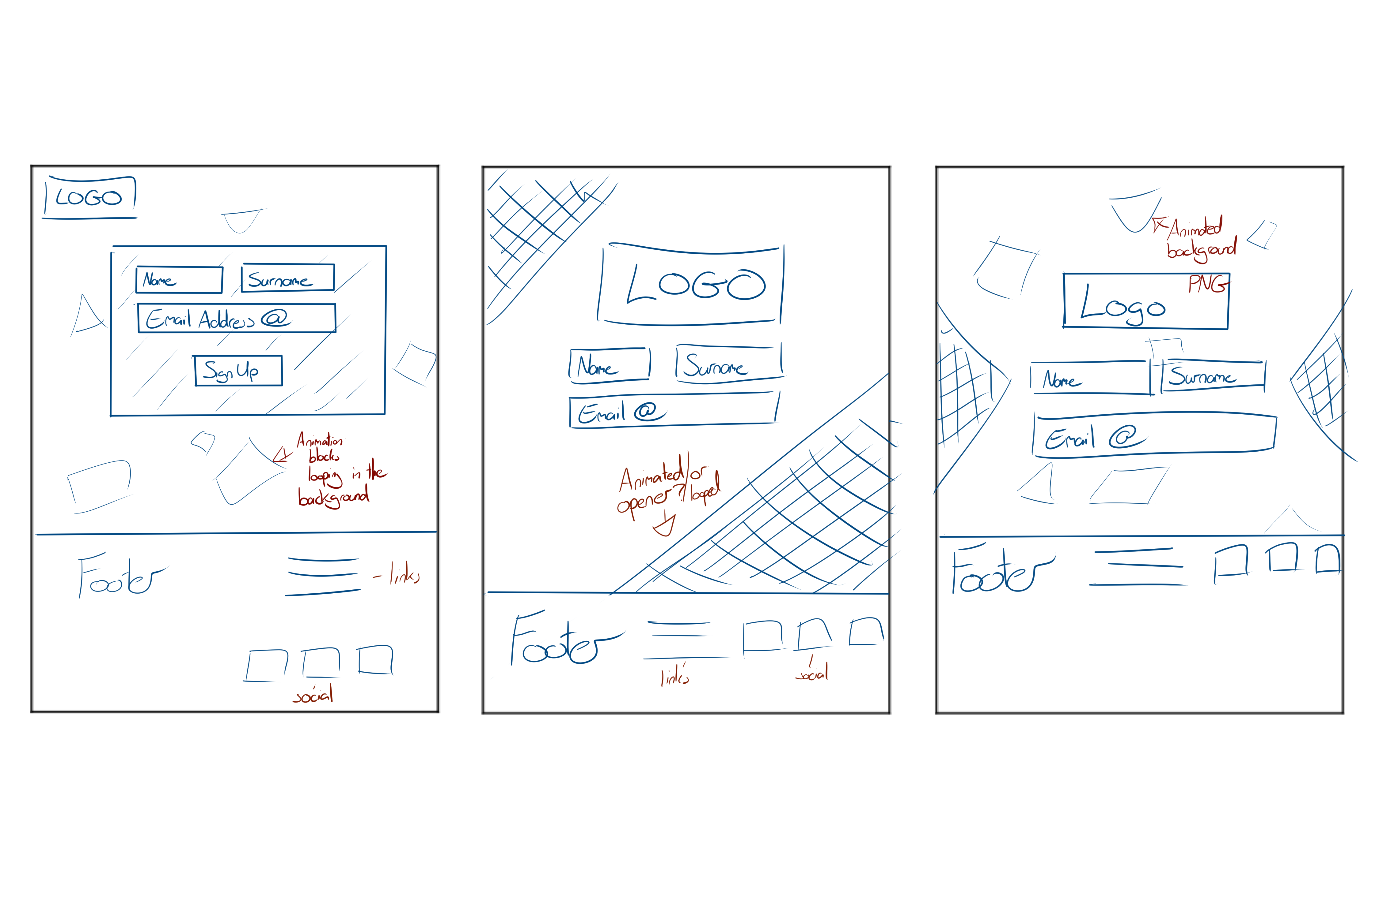 LOGO
Name
Surname
Email Address @
Sign Up
Animation
blocks
looping in the
background
Footer
- links
social
LOGO
Name
Surname
Email @
Animated/or
opener?/looped
Footer
links
social
Animated
background
PNG
Logo
Name
Surname
Email @
Footer